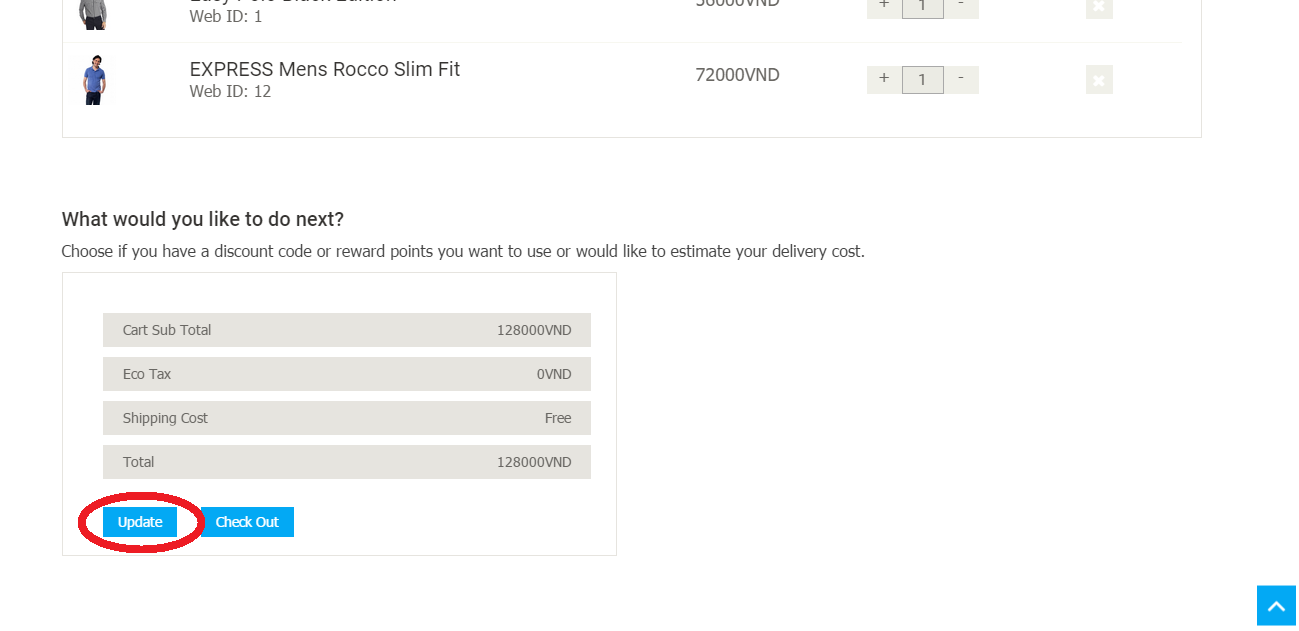 Web ID: 1
+ 1 -
EXPRESS Mens Rocco Slim Fit
72000VND
Web ID: 12
+ 1 -
What would you like to do next?
Choose if you have a discount code or reward points you want to use or would like to estimate your delivery cost.
Cart Sub Total 128000VND
Eco Tax 0VND
Shipping Cost Free
Total 128000VND
Update Check Out